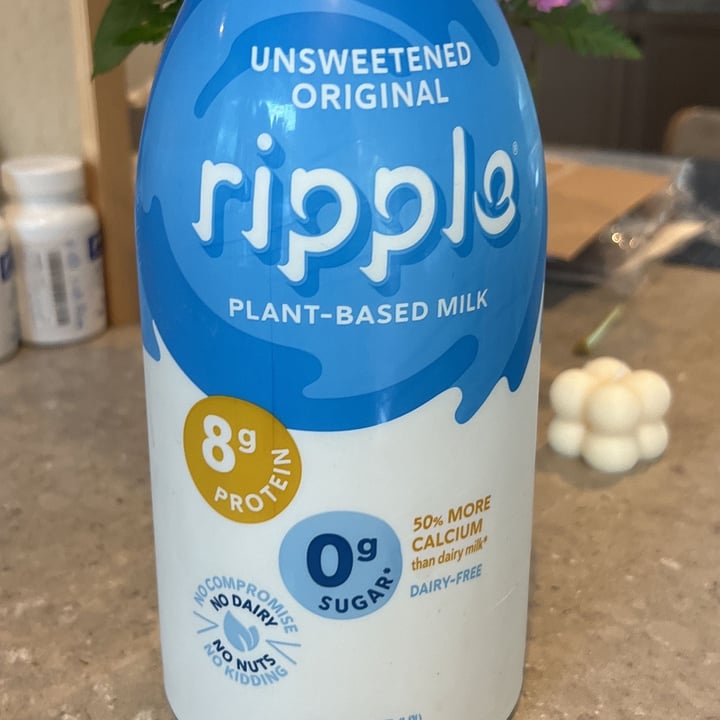 UNSWEETENED
ORIGINAL
ripple®
PLANT-BASED MILK
8g
PROTEIN
0g
SUGAR*
50% MORE
CALCIUM
than dairy milk*
DAIRY-FREE
NO COMPROMISE
NO DAIRY
NO NUTS
NO KIDDING